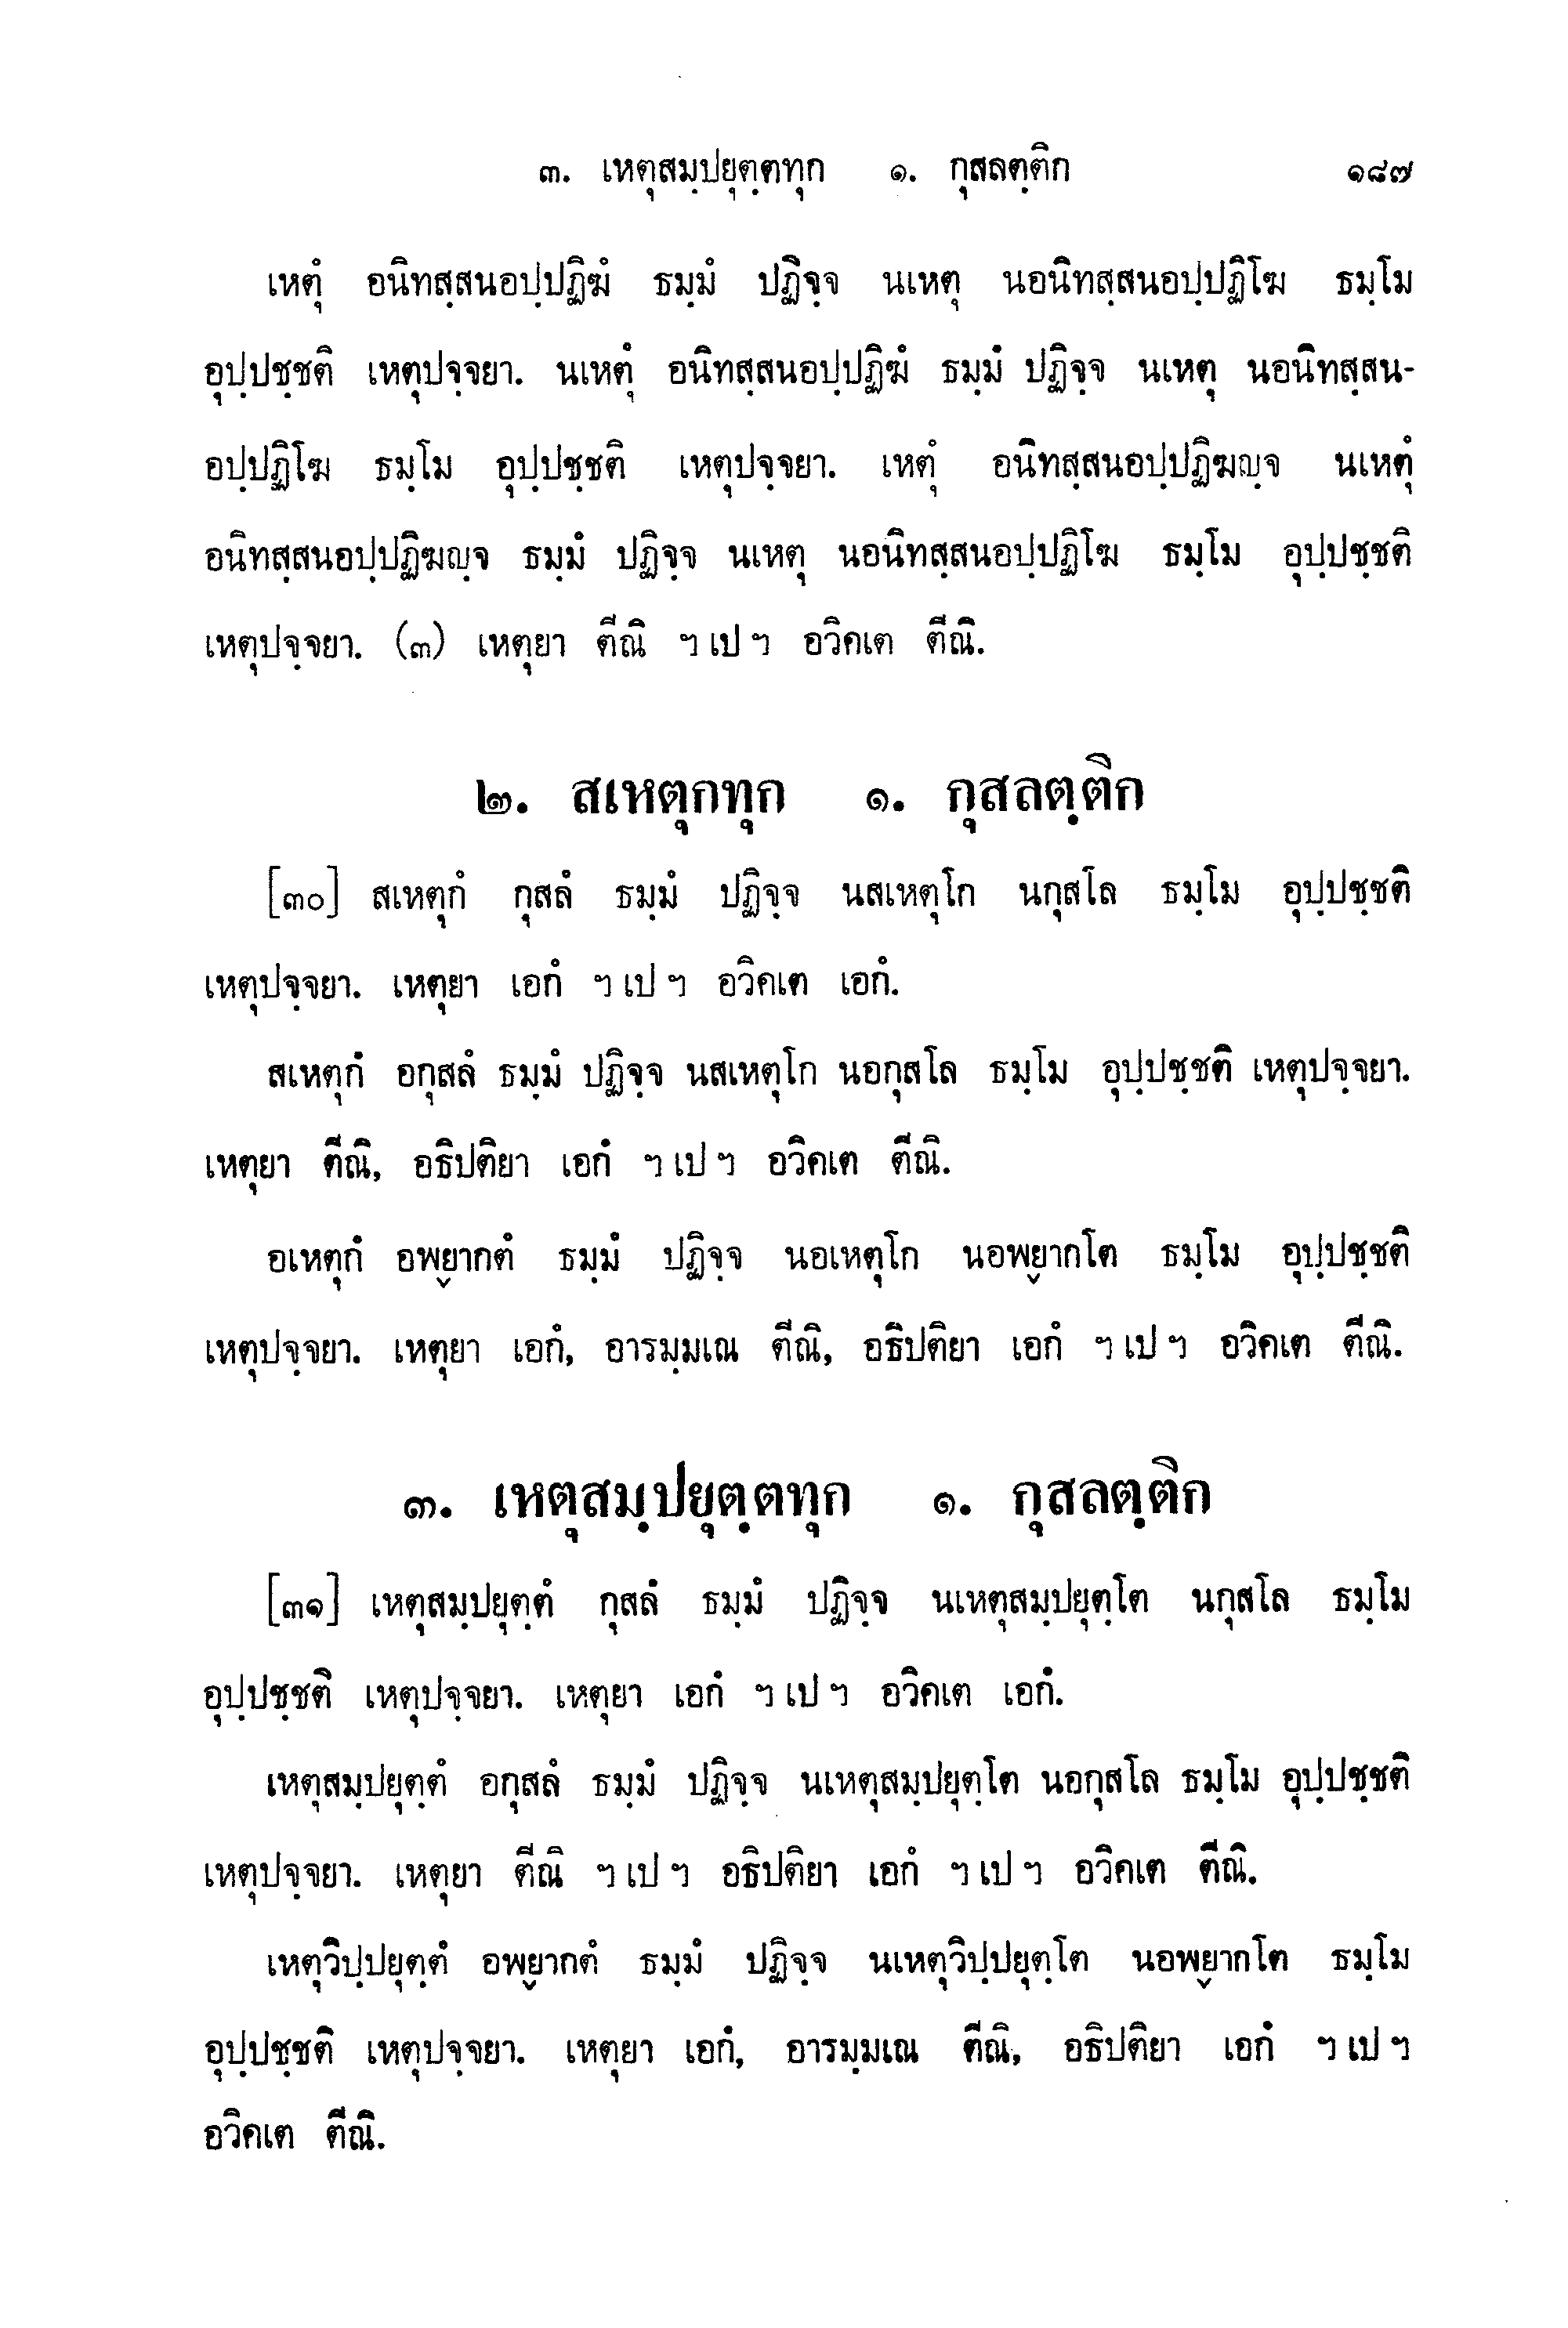 ๓. เหตุสมฺปยุตฺตทุก ๑. กุสลตฺติก ๑๘๗
เหตุํ อนิทสฺสนอปฺปฏิฆํ ธมฺมํ ปฏิจฺจ นเหตุ นอนิทสฺสนอปฺปฏิโฆ ธมฺโม
อุปฺปชฺชติ เหตุปจฺจยา. นเหตุํ อนิทสฺสนอปฺปฏิฆํ ธมฺมํ ปฏิจฺจ นเหตุ นอนิทสฺสน-
อปฺปฏิโฆ ธมฺโม อุปฺปชฺชติ เหตุปจฺจยา. เหตุํ อนิทสฺสนอปฺปฏิฆญฺจ นเหตุํ
อนิทสฺสนอปฺปฏิฆญฺจ ธมฺมํ ปฏิจฺจ นเหตุ นอนิทสฺสนอปฺปฏิโฆ ธมฺโม อุปฺปชฺชติ
เหตุปจฺจยา. (๓) เหตุยา ตีณิ ฯ เป ฯ อวิคเต ตีณิ.
๒. สเหตุกทุก ๑. กุสลตฺติก
[๓๐] สเหตุกํ กุสลํ ธมฺมํ ปฏิจฺจ นสเหตุโก นกุสโล ธมฺโม อุปฺปชฺชติ
เหตุปจฺจยา. เหตุยา เอกํ ฯ เป ฯ อวิคเต เอกํ.
สเหตุกํ อกุสลํ ธมฺมํ ปฏิจฺจ นสเหตุโก นอกุสโล ธมฺโม อุปฺปชฺชติ เหตุปจฺจยา.
เหตุยา ตีณิ, อธิปติยา เอกํ ฯ เป ฯ อวิคเต ตีณิ.
อเหตุกํ อพฺยากตํ ธมฺมํ ปฏิจฺจ นอเหตุโก นอพฺยากโต ธมฺโม อุปฺปชฺชติ
เหตุปจฺจยา. เหตุยา เอกํ, อารมฺมเณ ตีณิ, อธิปติยา เอกํ ฯ เป ฯ อวิคเต ตีณิ.
๓. เหตุสมฺปยุตฺตทุก ๑. กุสลตฺติก
[๓๑] เหตุสมฺปยุตฺตํ กุสลํ ธมฺมํ ปฏิจฺจ นเหตุสมฺปยุตฺโต นกุสโล ธมฺโม
อุปฺปชฺชติ เหตุปจฺจยา. เหตุยา เอกํ ฯ เป ฯ อวิคเต เอกํ.
เหตุสมฺปยุตฺตํ อกุสลํ ธมฺมํ ปฏิจฺจ นเหตุสมฺปยุตฺโต นอกุสโล ธมฺโม อุปฺปชฺชติ
เหตุปจฺจยา. เหตุยา ตีณิ ฯ เป ฯ อธิปติยา เอกํ ฯ เป ฯ อวิคเต ตีณิ.
เหตุวิปฺปยุตฺตํ อพฺยากตํ ธมฺมํ ปฏิจฺจ นเหตุวิปฺปยุตฺโต นอพฺยากโต ธมฺโม
อุปฺปชฺชติ เหตุปจฺจยา. เหตุยา เอกํ, อารมฺมเณ ตีณิ, อธิปติยา เอกํ ฯ เป ฯ
อวิคเต ตีณิ.